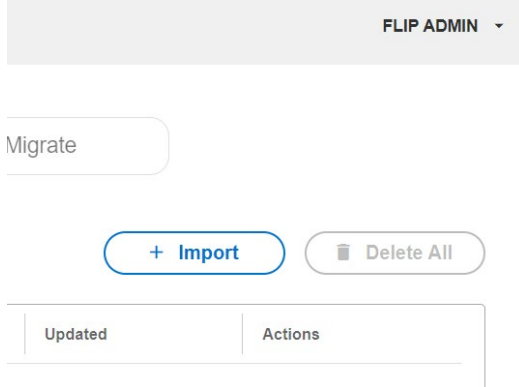 FLIP ADMIN
Migrate
+ Import
Delete All
Updated
Actions